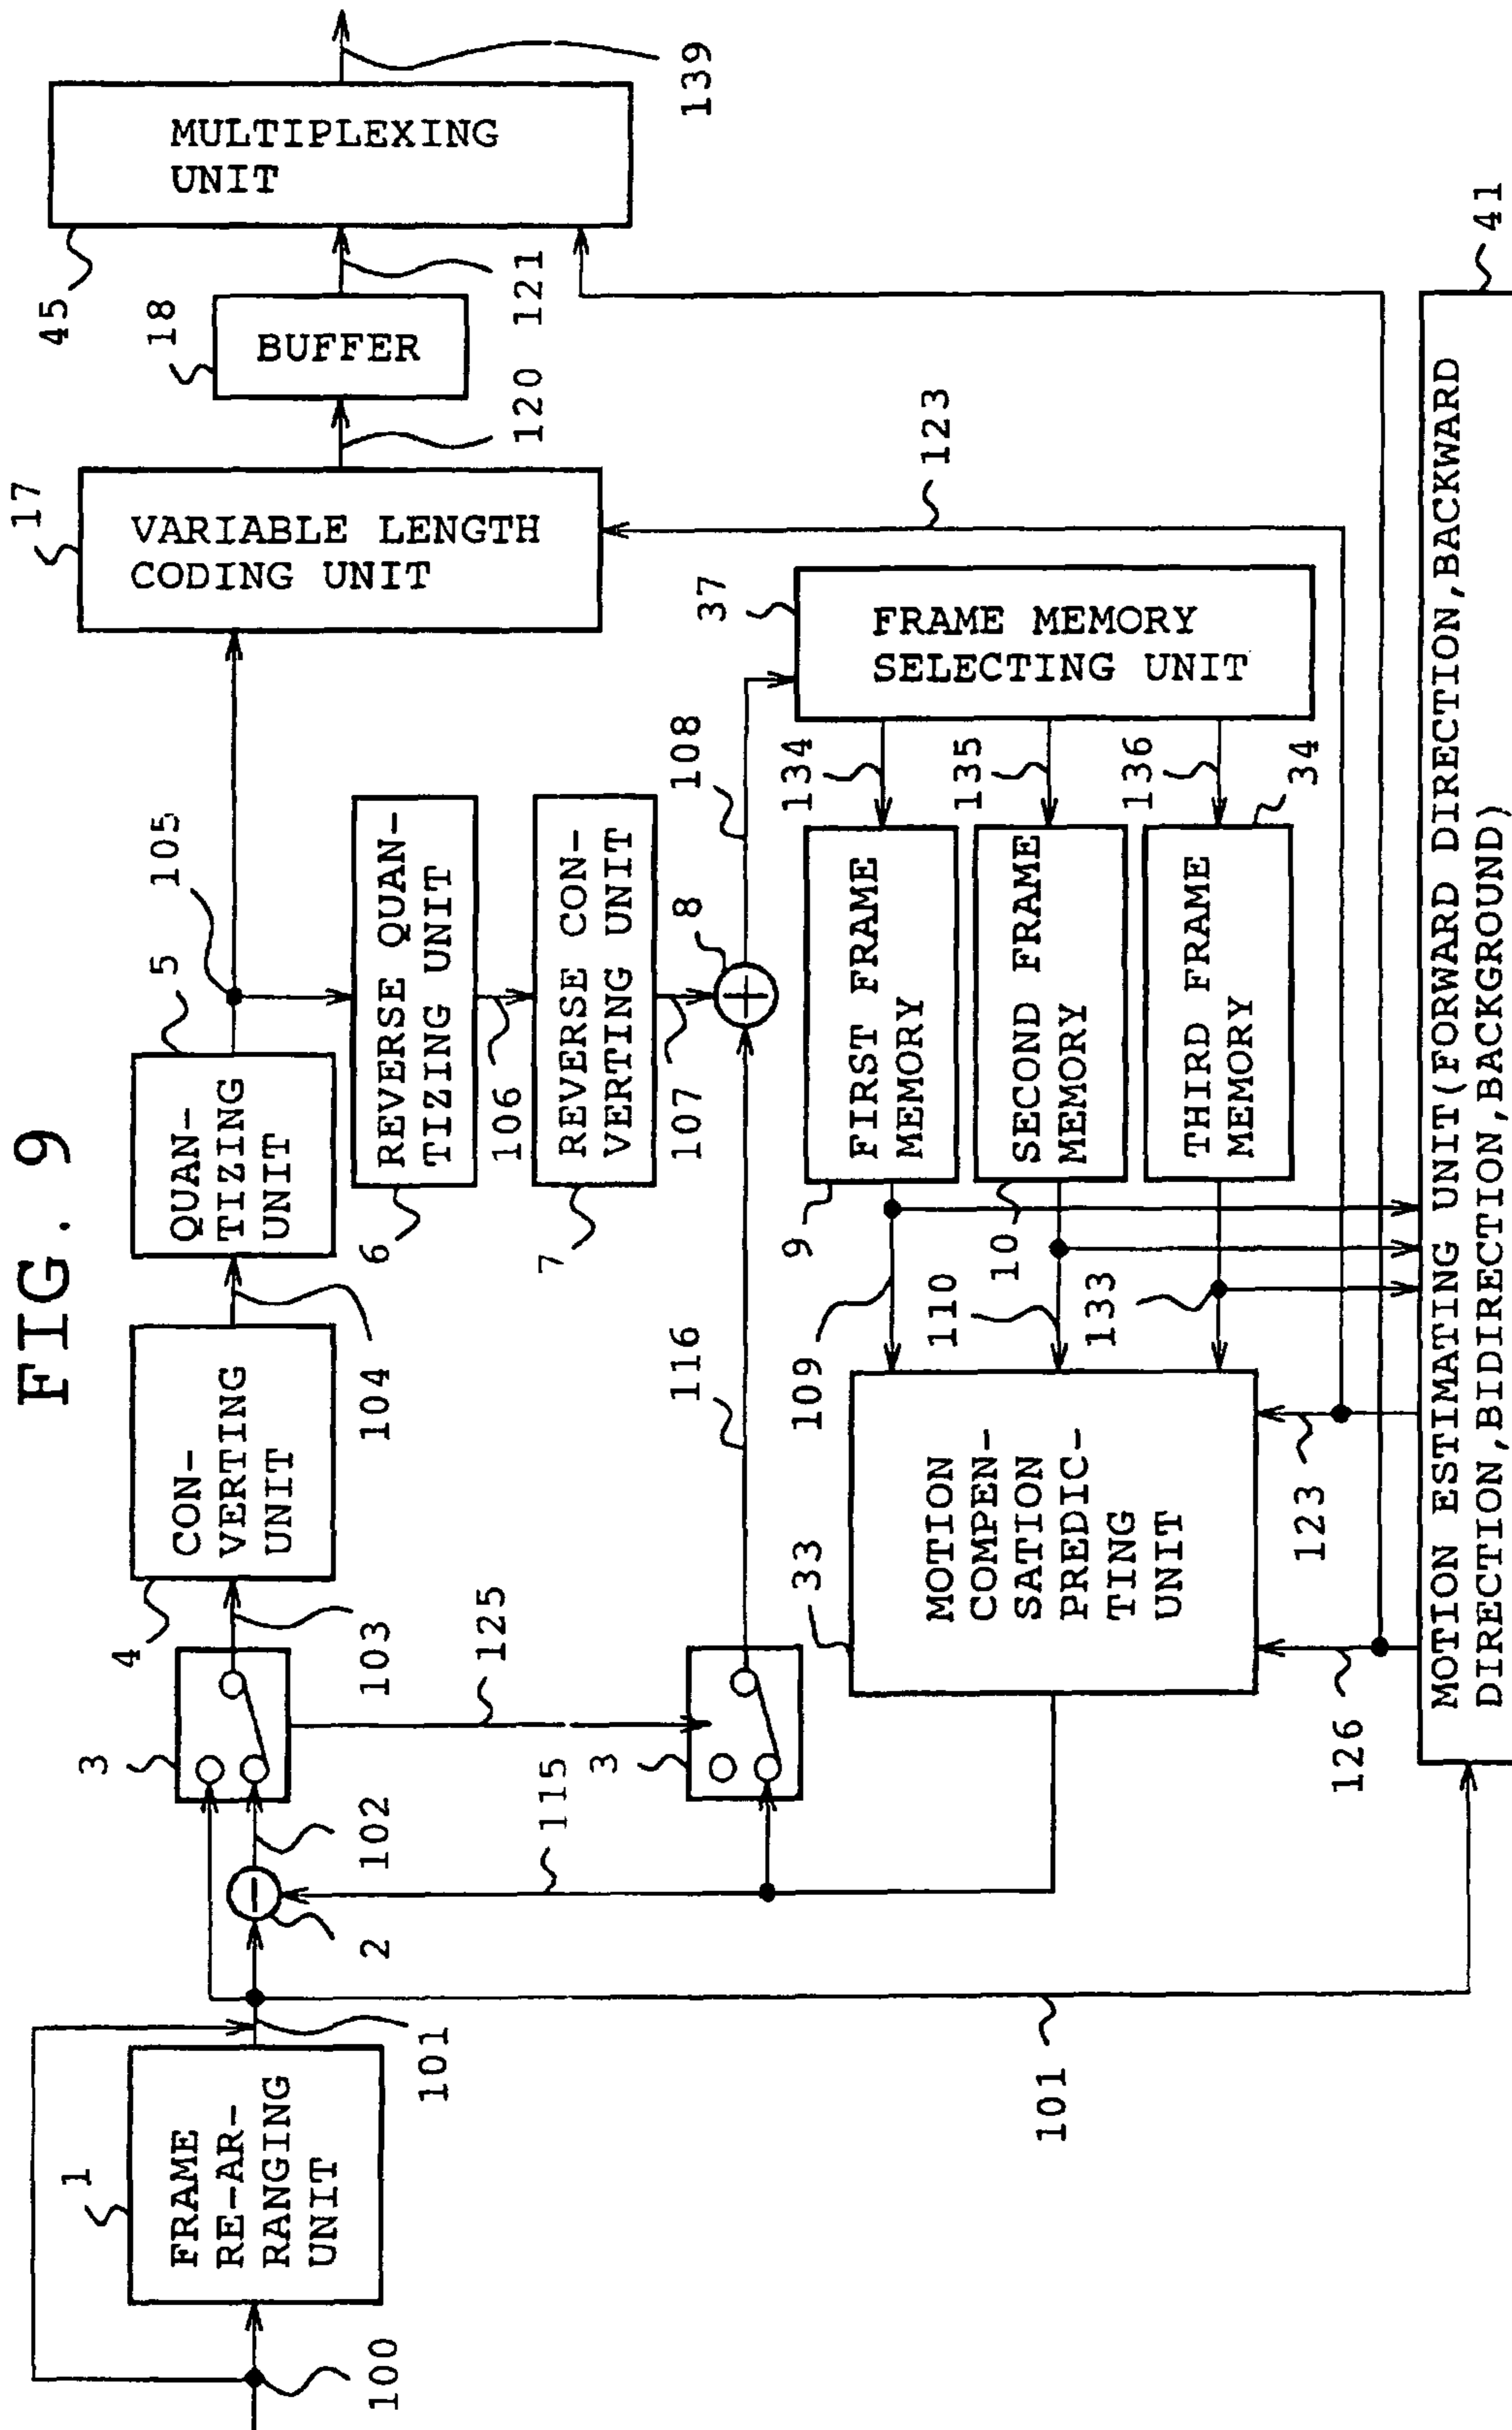 FIG. 9
1
FRAME
RE-AR-
RANGING
UNIT
100
101
2
102
3
103
4
CON-
VERTING
UNIT
104
5
QUAN-
TIZING
UNIT
105
17
VARIABLE LENGTH
CODING UNIT
120
18
BUFFER
121
45
MULTIPLEXING
UNIT
139
6
REVERSE QUAN-
TIZING UNIT
106
7
REVERSE CON-
VERTING UNIT
107
8
108
125
115
3
116
37
FRAME MEMORY
SELECTING UNIT
123
134
135
136
34
FIRST FRAME
MEMORY
9
SECOND FRAME
MEMORY
10
THIRD FRAME
MEMORY
109
110
133
33
MOTION
COMPEN-
SATION
PREDIC-
TING
UNIT
101
126
123
41
MOTION ESTIMATING UNIT(FORWARD DIRECTION,BACKWARD
DIRECTION,BIDIRECTION,BACKGROUND)